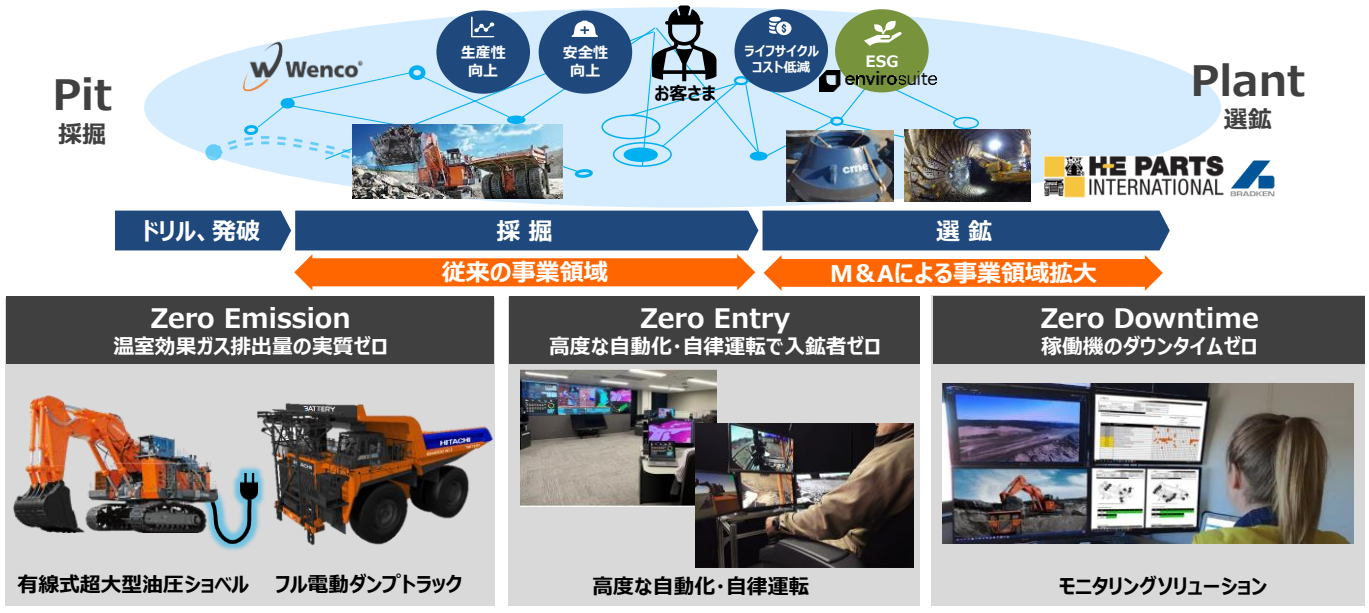 Pit
採掘
Wenco
生産性
向上
安全性
向上
お客さま
ライフサイクル
コスト低減
ESG
envirosuite
Plant
選鉱
cme
H-E PARTS
INTERNATIONAL
BRADKEN
ドリル、発破
採 掘
選 鉱
従来の事業領域
M&Aによる事業領域拡大
Zero Emission
温室効果ガス排出量の実質ゼロ
BATTERY
HITACHI
有線式超大型油圧ショベル
フル電動ダンプトラック
Zero Entry
高度な自動化・自律運転で入鉱者ゼロ
高度な自動化・自律運転
Zero Downtime
稼働機のダウンタイムゼロ
モニタリングソリューション